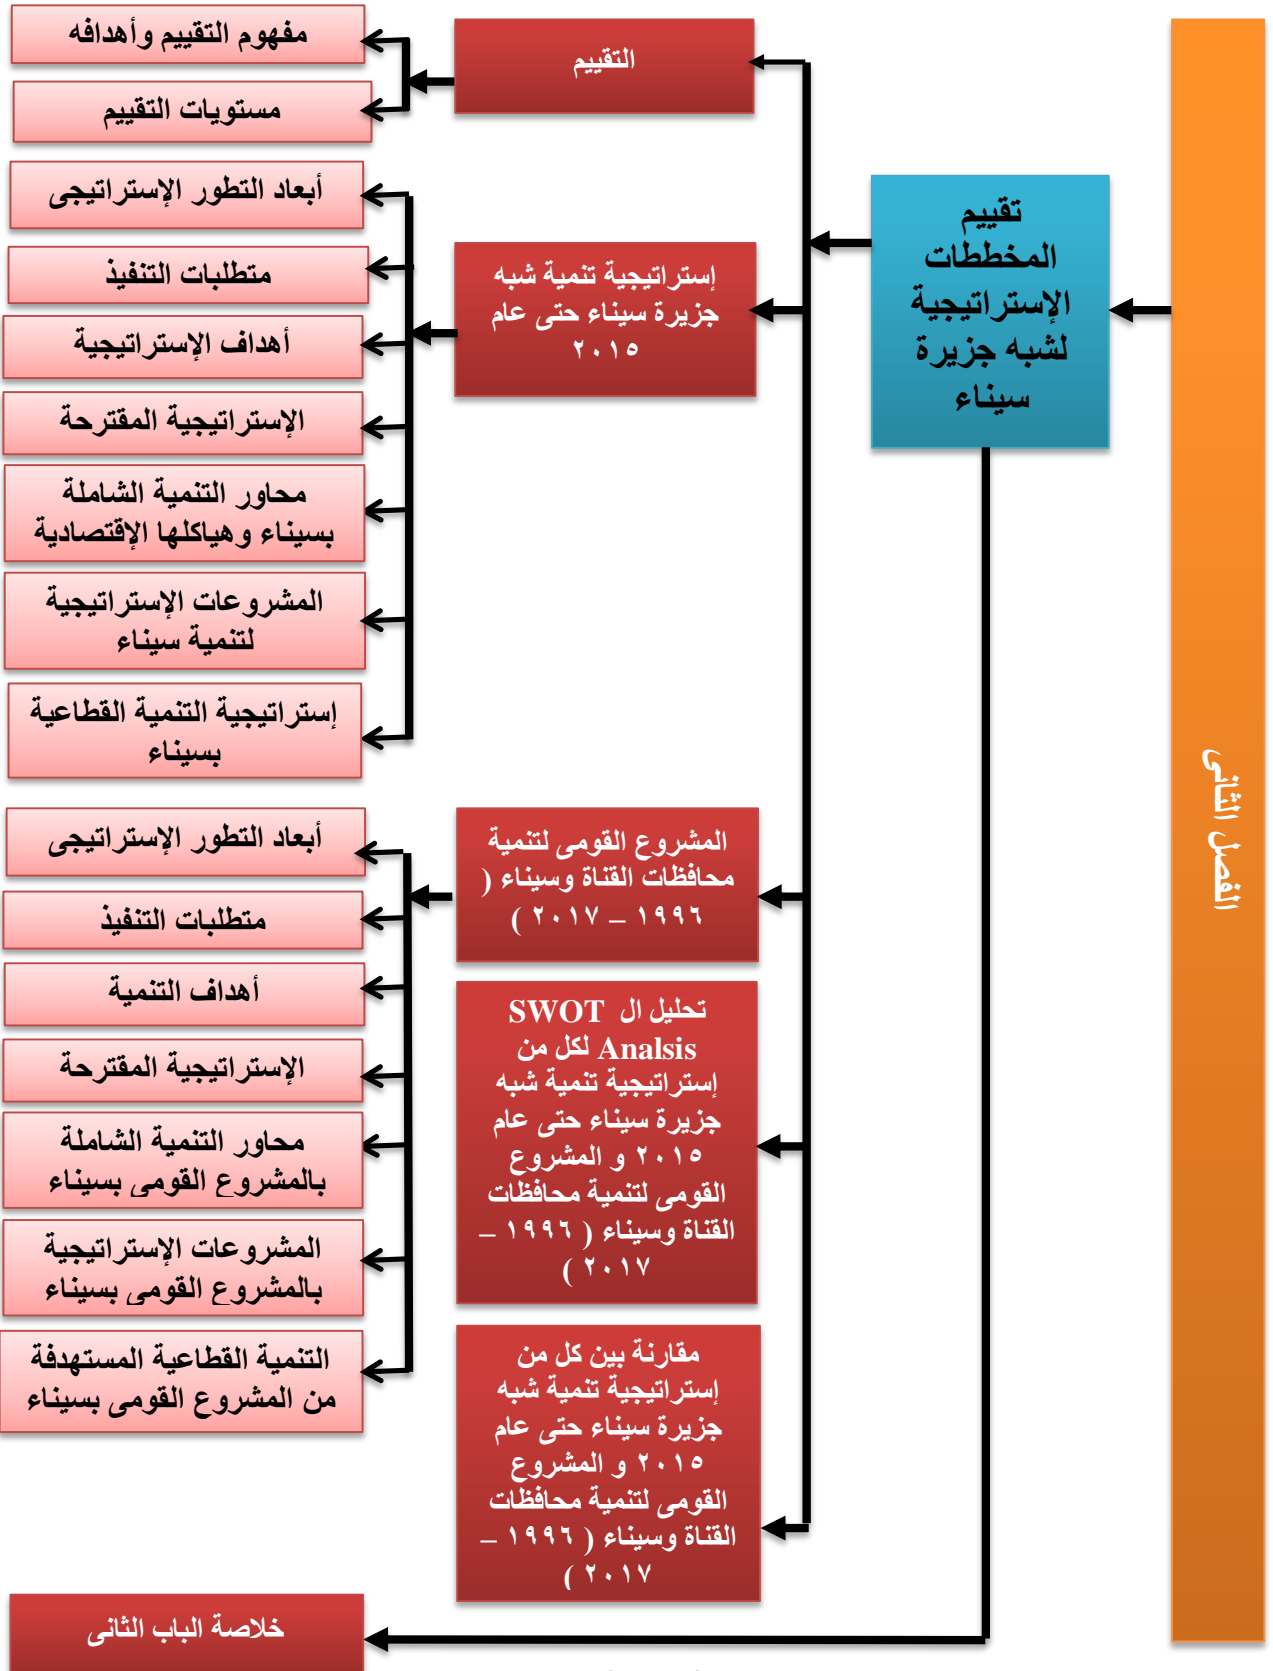 الفصل الثانى
تقييم
المخططات
الإستراتيجية
لشبه جزيرة
سيناء
التقييم
مفهوم التقييم وأهدافه
مستويات التقييم
إستراتيجية تنمية شبه
جزيرة سيناء حتى عام
٢٠١٥
أبعاد التطور الإستراتيجى
متطلبات التنفيذ
أهداف الإستراتيجية
الإستراتيجية المقترحة
محاور التنمية الشاملة
بسيناء وهياكلها الإقتصادية
المشروعات الإستراتيجية
لتنمية سيناء
إستراتيجية التنمية القطاعية
بسيناء
المشروع القومى لتنمية
محافظات القناة وسيناء (
١٩٩٦ – ٢٠١٧ )
أبعاد التطور الإستراتيجى
متطلبات التنفيذ
أهداف التنمية
الإستراتيجية المقترحة
محاور التنمية الشاملة
بالمشروع القومى بسيناء
المشروعات الإستراتيجية
بالمشروع القومى بسيناء
التنمية القطاعية المستهدفة
من المشروع القومى بسيناء
تحليل ال SWOT
Analsis لكل من
إستراتيجية تنمية شبه
جزيرة سيناء حتى عام
٢٠١٥ و المشروع
القومى لتنمية محافظات
القناة وسيناء ( ١٩٩٦ –
٢٠١٧ )
مقارنة بين كل من
إستراتيجية تنمية شبه
جزيرة سيناء حتى عام
٢٠١٥ و المشروع
القومى لتنمية محافظات
القناة وسيناء ( ١٩٩٦ –
٢٠١٧ )
خلاصة الباب الثانى